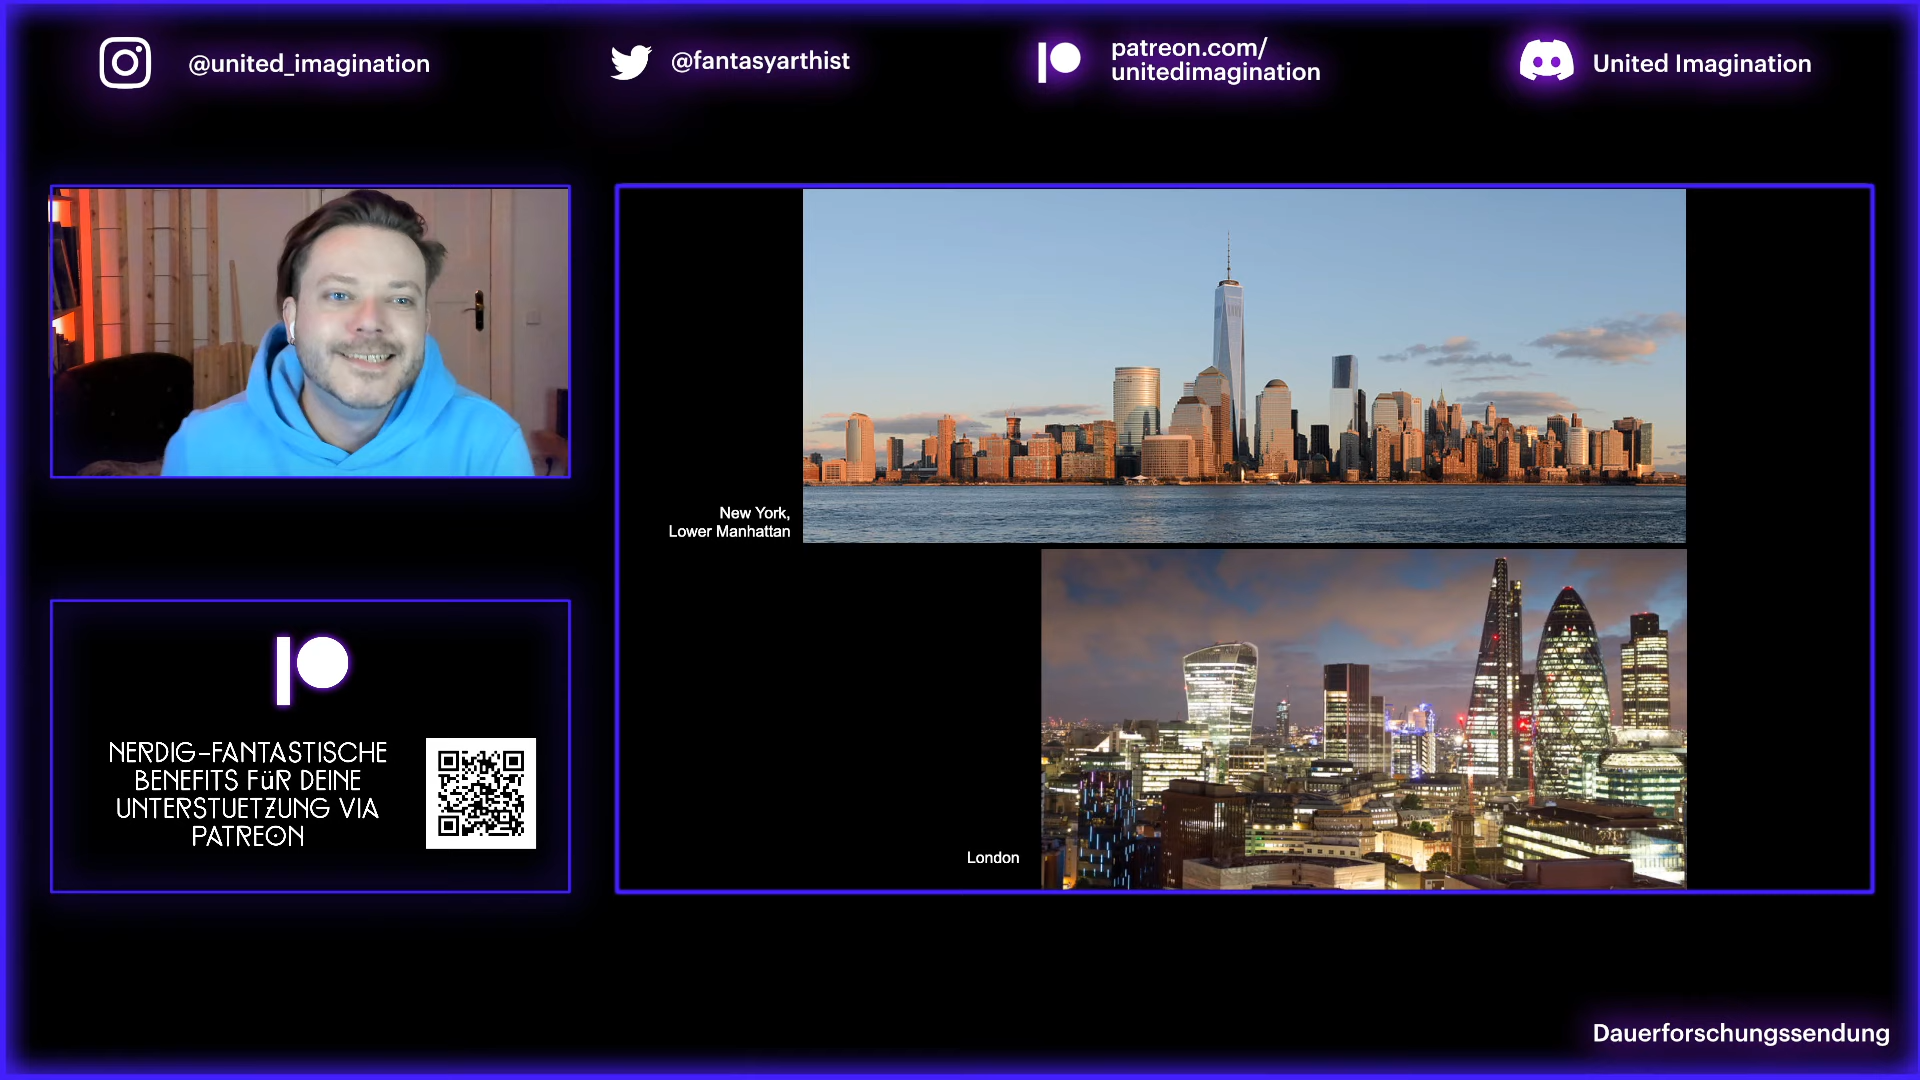 @united_imagination
@fantasyarthist
patreon.com/
unitedimagination
United Imagination
New York,
Lower Manhattan
NERDIG-FANTASTISCHE
BENEFITS FüR DEINE
UNTERSTUETZUNG VIA
PATREON
London
Dauerforschungssendung